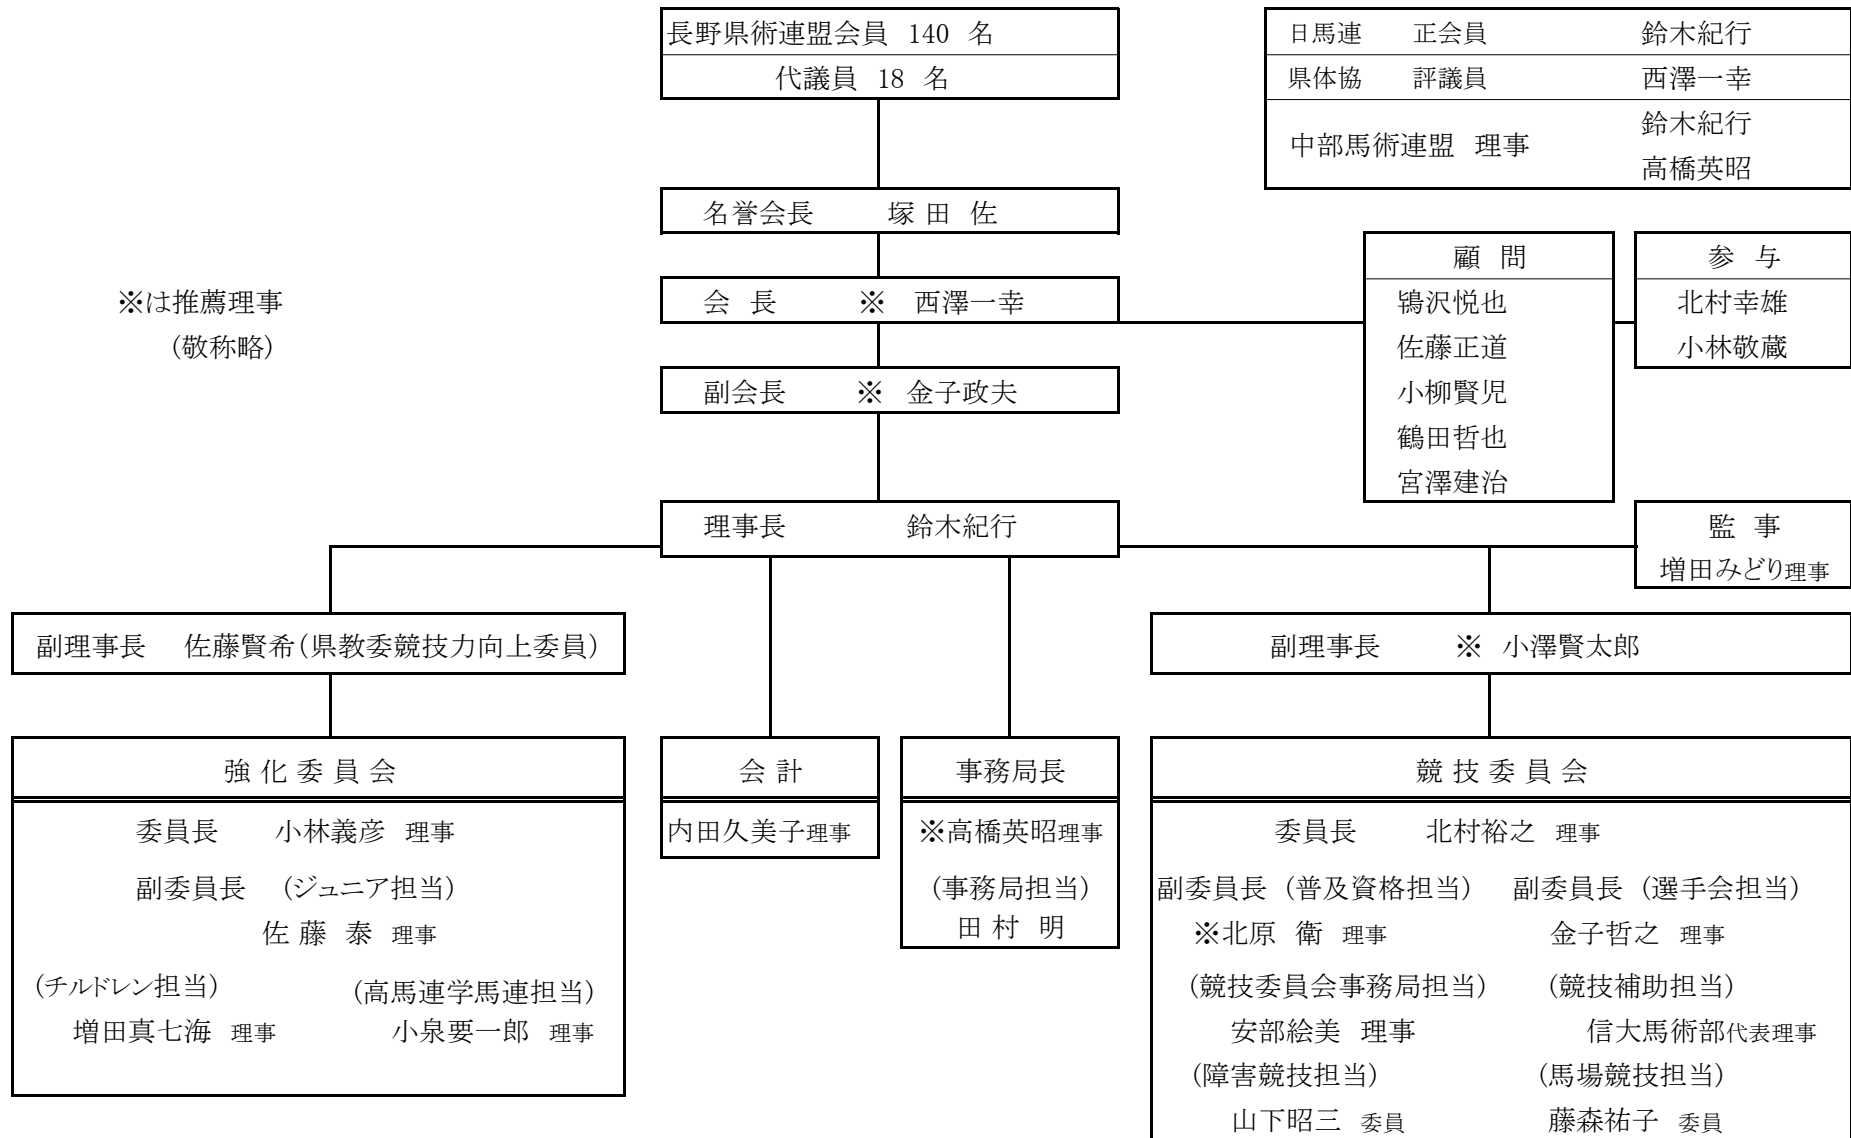 長野県術連盟会員 140 名
代議員 18 名
日馬連 正会員 鈴木紀行
県体協 評議員 西澤一幸
中部馬術連盟 理事 鈴木紀行
高橋英昭
名誉会長 塚田 佐
※は推薦理事
(敬称略)
会 長 ※ 西澤一幸
副会長 ※ 金子政夫
顧 問
鴇沢悦也
佐藤正道
小柳賢児
鶴田哲也
宮澤建治
参 与
北村幸雄
小林敬蔵
理事長 鈴木紀行
監 事
増田みどり理事
副理事長 佐藤賢希(県教委競技力向上委員)
副理事長 ※ 小澤賢太郎
強 化 委 員 会
委員長 小林義彦 理事
副委員長 (ジュニア担当)
佐 藤 泰 理事
(チルドレン担当) (高馬連学馬連担当)
増田真七海 理事 小泉要一郎 理事
会 計
内田久美子理事
事務局長
※高橋英昭理事
(事務局担当)
田 村 明
競 技 委 員 会
委員長 北村裕之 理事
副委員長 (普及資格担当) 副委員長 (選手会担当)
※北原 衛 理事 金子哲之 理事
(競技委員会事務局担当) (競技補助担当)
安部絵美 理事 信大馬術部代表理事
(障害競技担当) (馬場競技担当)
山下昭三 委員 藤森祐子 委員